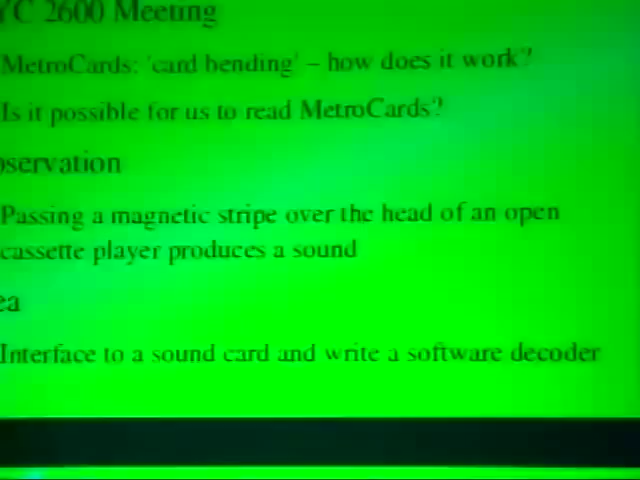 YC 2600 Meeting
MetroCards: 'card bending' – how does it work?
Is it possible for us to read MetroCards?
bservation
Passing a magnetic stripe over the head of an open
cassette player produces a sound
ea
Interface to a sound card and write a software decoder